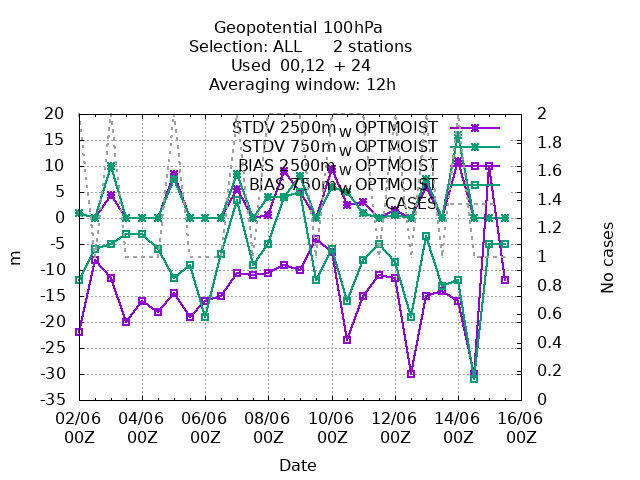 Geopotential 100hPa
Selection: ALL 2 stations
Used 00,12 + 24
Averaging window: 12h
STDV 2500m w OPTMOIST
STDV 750m w OPTMOIST
BIAS 2500m w OPTMOIST
BIAS 750m w OPTMOIST
CASES
20
15
10
5
0
-5
-10
-15
-20
-25
-30
-35
m
2
1.8
1.6
1.4
1.2
1
0.8
0.6
0.4
0.2
0
No cases
02/06 04/06 06/06 08/06 10/06 12/06 14/06 16/06
00Z 00Z 00Z 00Z 00Z 00Z 00Z 00Z
Date